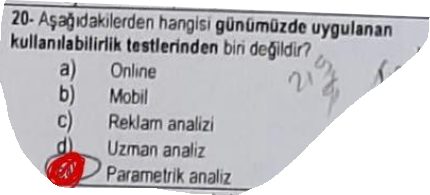 20- Aşağıdakilerden hangisi günümüzde uygulanan
kullanılabilirlik testlerinden biri değildir?
a) Online
b) Mobil
c) Reklam analizi
d) Uzman analiz
Parametrik analiz